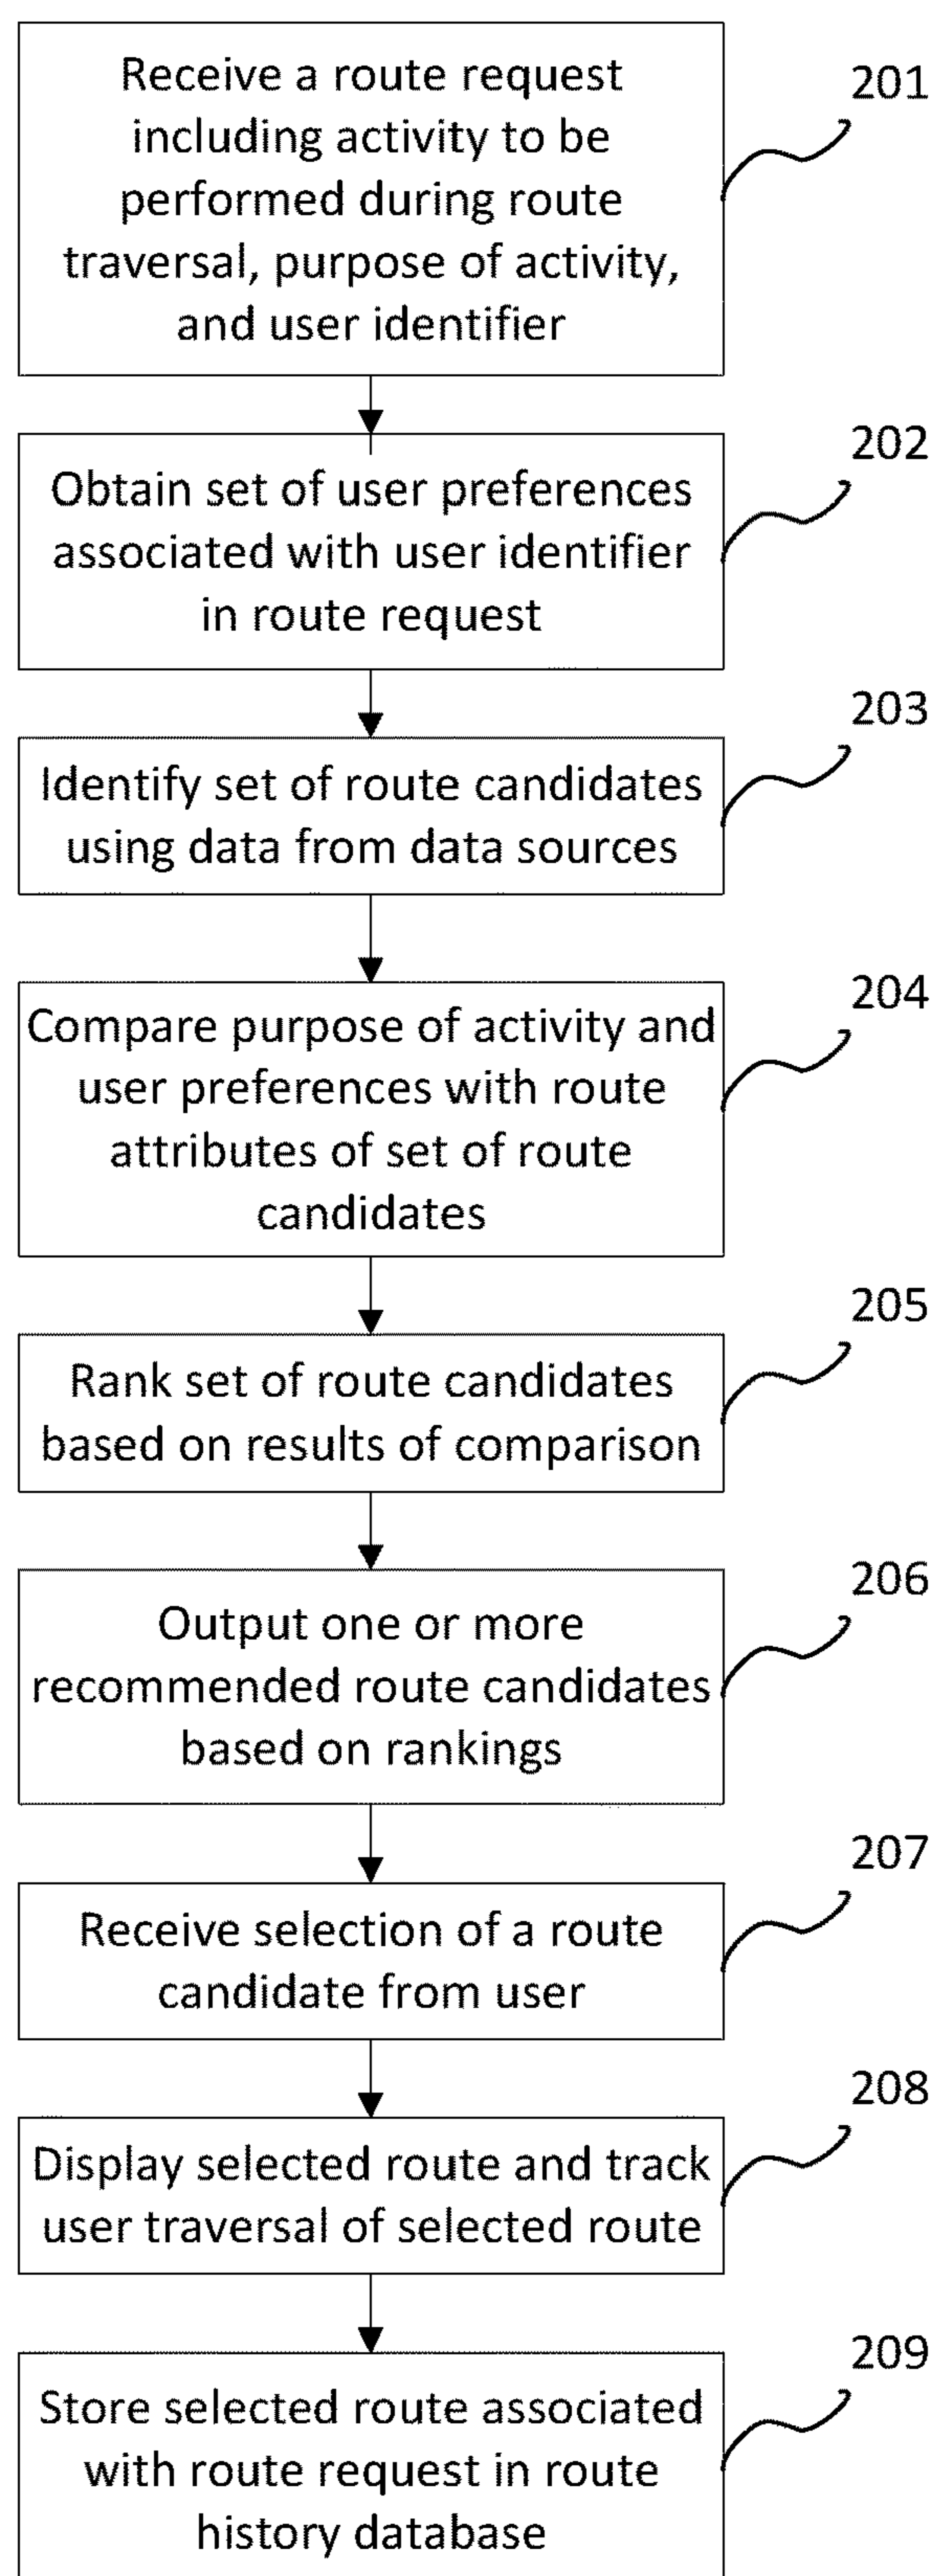 Receive a route request
including activity to be
performed during route
traversal, purpose of activity,
and user identifier
201
Obtain set of user preferences
associated with user identifier
in route request
202
Identify set of route candidates
using data from data sources
203
Compare purpose of activity and
user preferences with route
attributes of set of route
candidates
204
Rank set of route candidates
based on results of comparison
205
Output one or more
recommended route candidates
based on rankings
206
Receive selection of a route
candidate from user
207
Display selected route and track
user traversal of selected route
208
Store selected route associated
with route request in route
history database
209